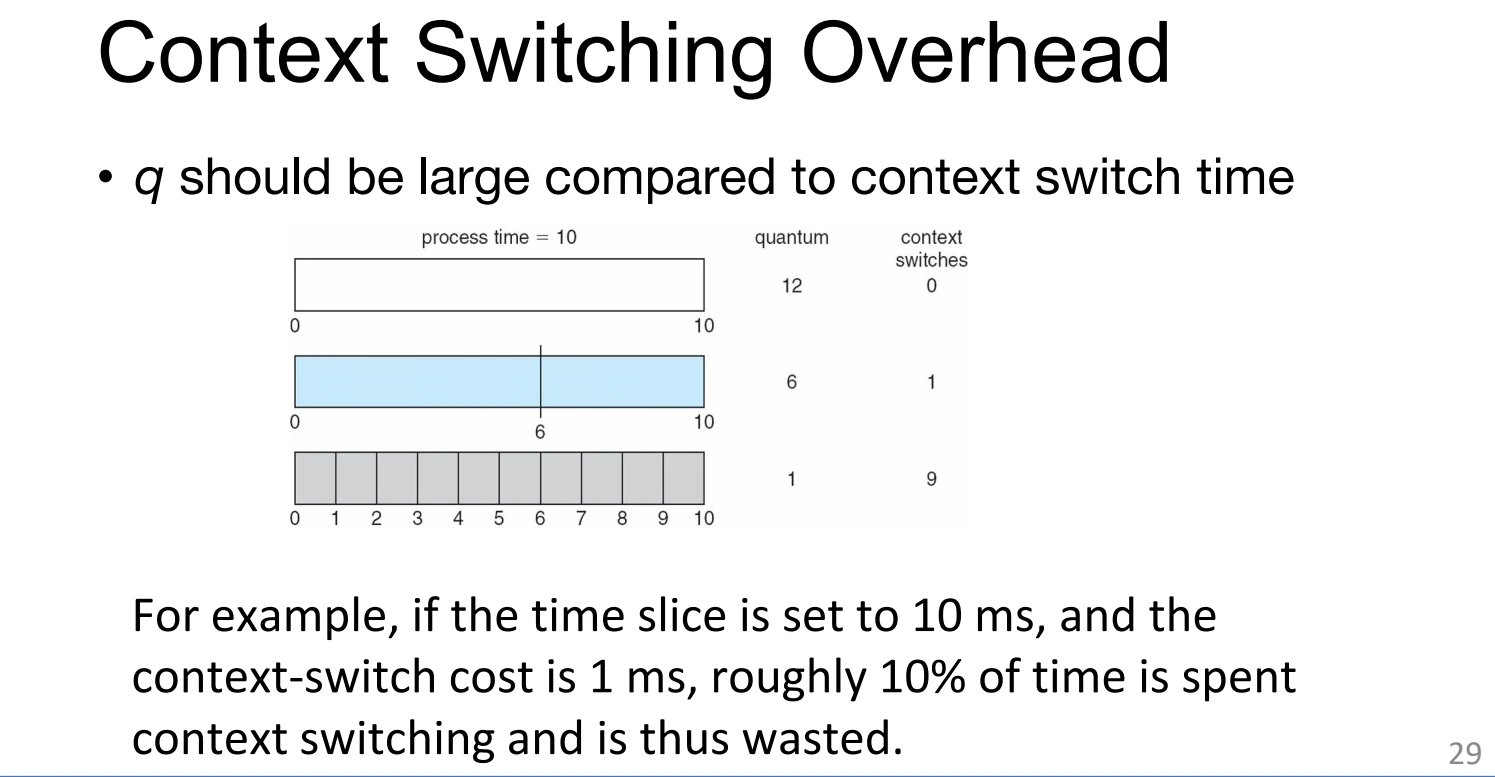 Context Switching Overhead
• q should be large compared to context switch time
process time = 10 quantum context
switches
12 0
0 10
6 1
0 10
6
1 9
0 1 2 3 4 5 6 7 8 9 10
For example, if the time slice is set to 10 ms, and the
context-switch cost is 1 ms, roughly 10% of time is spent
context switching and is thus wasted.
29